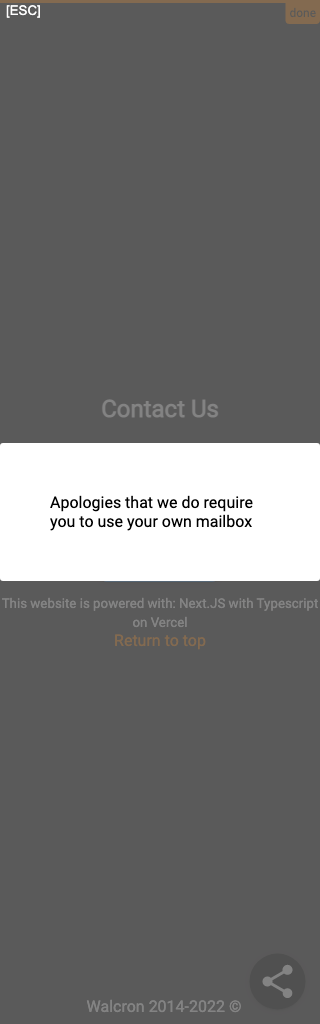 [ESC]
done
Contact Us
Apologies that we do require
you to use your own mailbox
This website is powered with: Next.JS with Typescript
on Vercel
Return to top
Walcron 2014-2022 ©